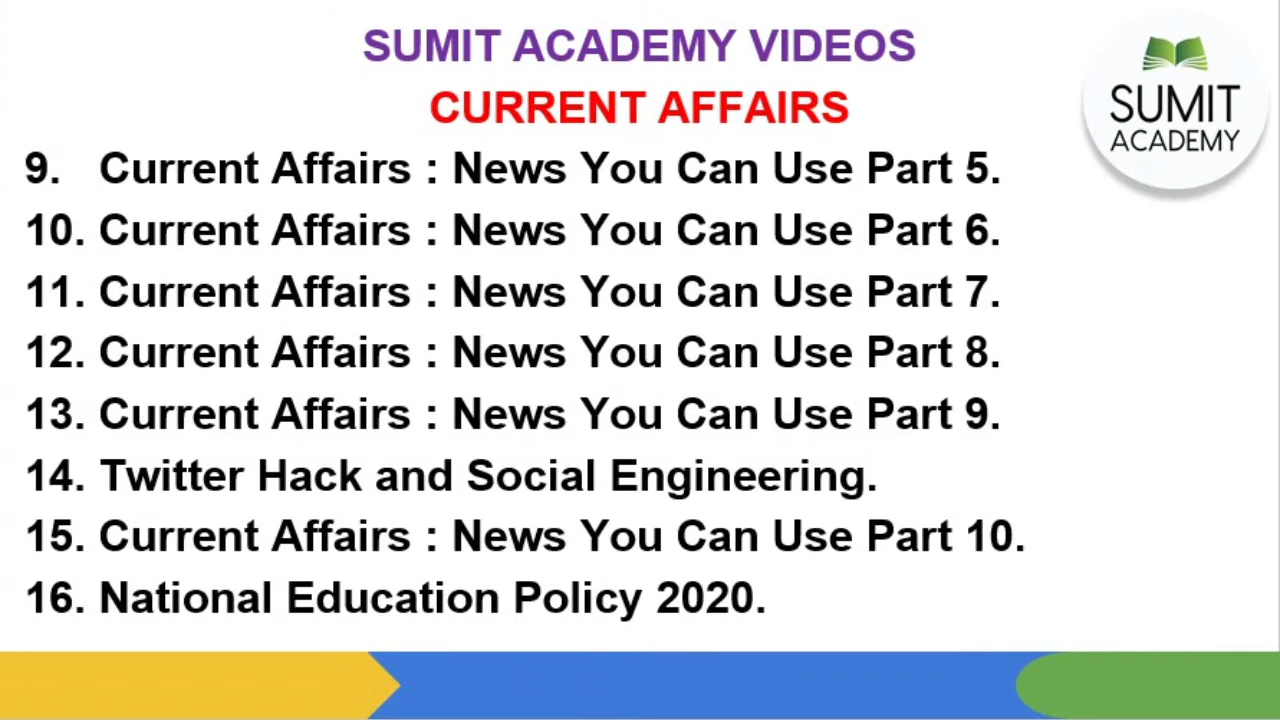 SUMIT ACADEMY VIDEOS
CURRENT AFFAIRS
SUMIT
ACADEMY
9. Current Affairs : News You Can Use Part 5.
10. Current Affairs : News You Can Use Part 6.
11. Current Affairs : News You Can Use Part 7.
12. Current Affairs : News You Can Use Part 8.
13. Current Affairs : News You Can Use Part 9.
14. Twitter Hack and Social Engineering.
15. Current Affairs : News You Can Use Part 10.
16. National Education Policy 2020.